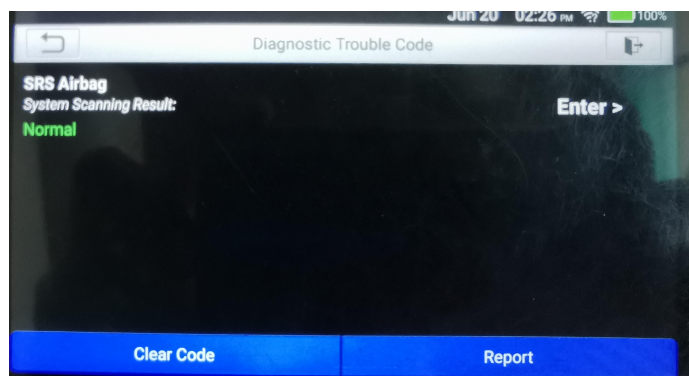 Jun 20 02:26 PM 100%
Diagnostic Trouble Code
SRS Airbag
System Scanning Result:
Enter >
Normal
Clear Code
Report